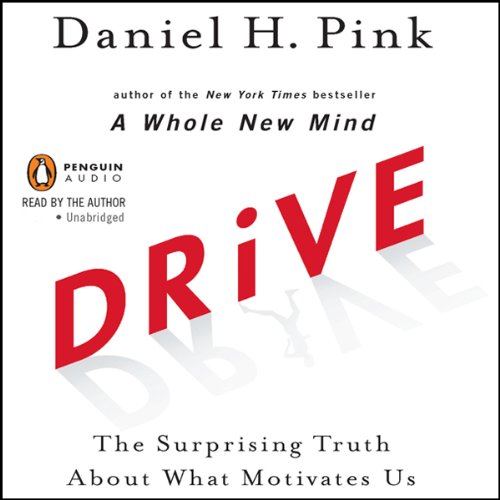 Daniel H. Pink
author of the New York Times bestseller
A Whole New Mind
PENGUIN
AUDIO
READ BY THE AUTHOR
• Unabridged
DRiVE
The Surprising Truth
About What Motivates Us